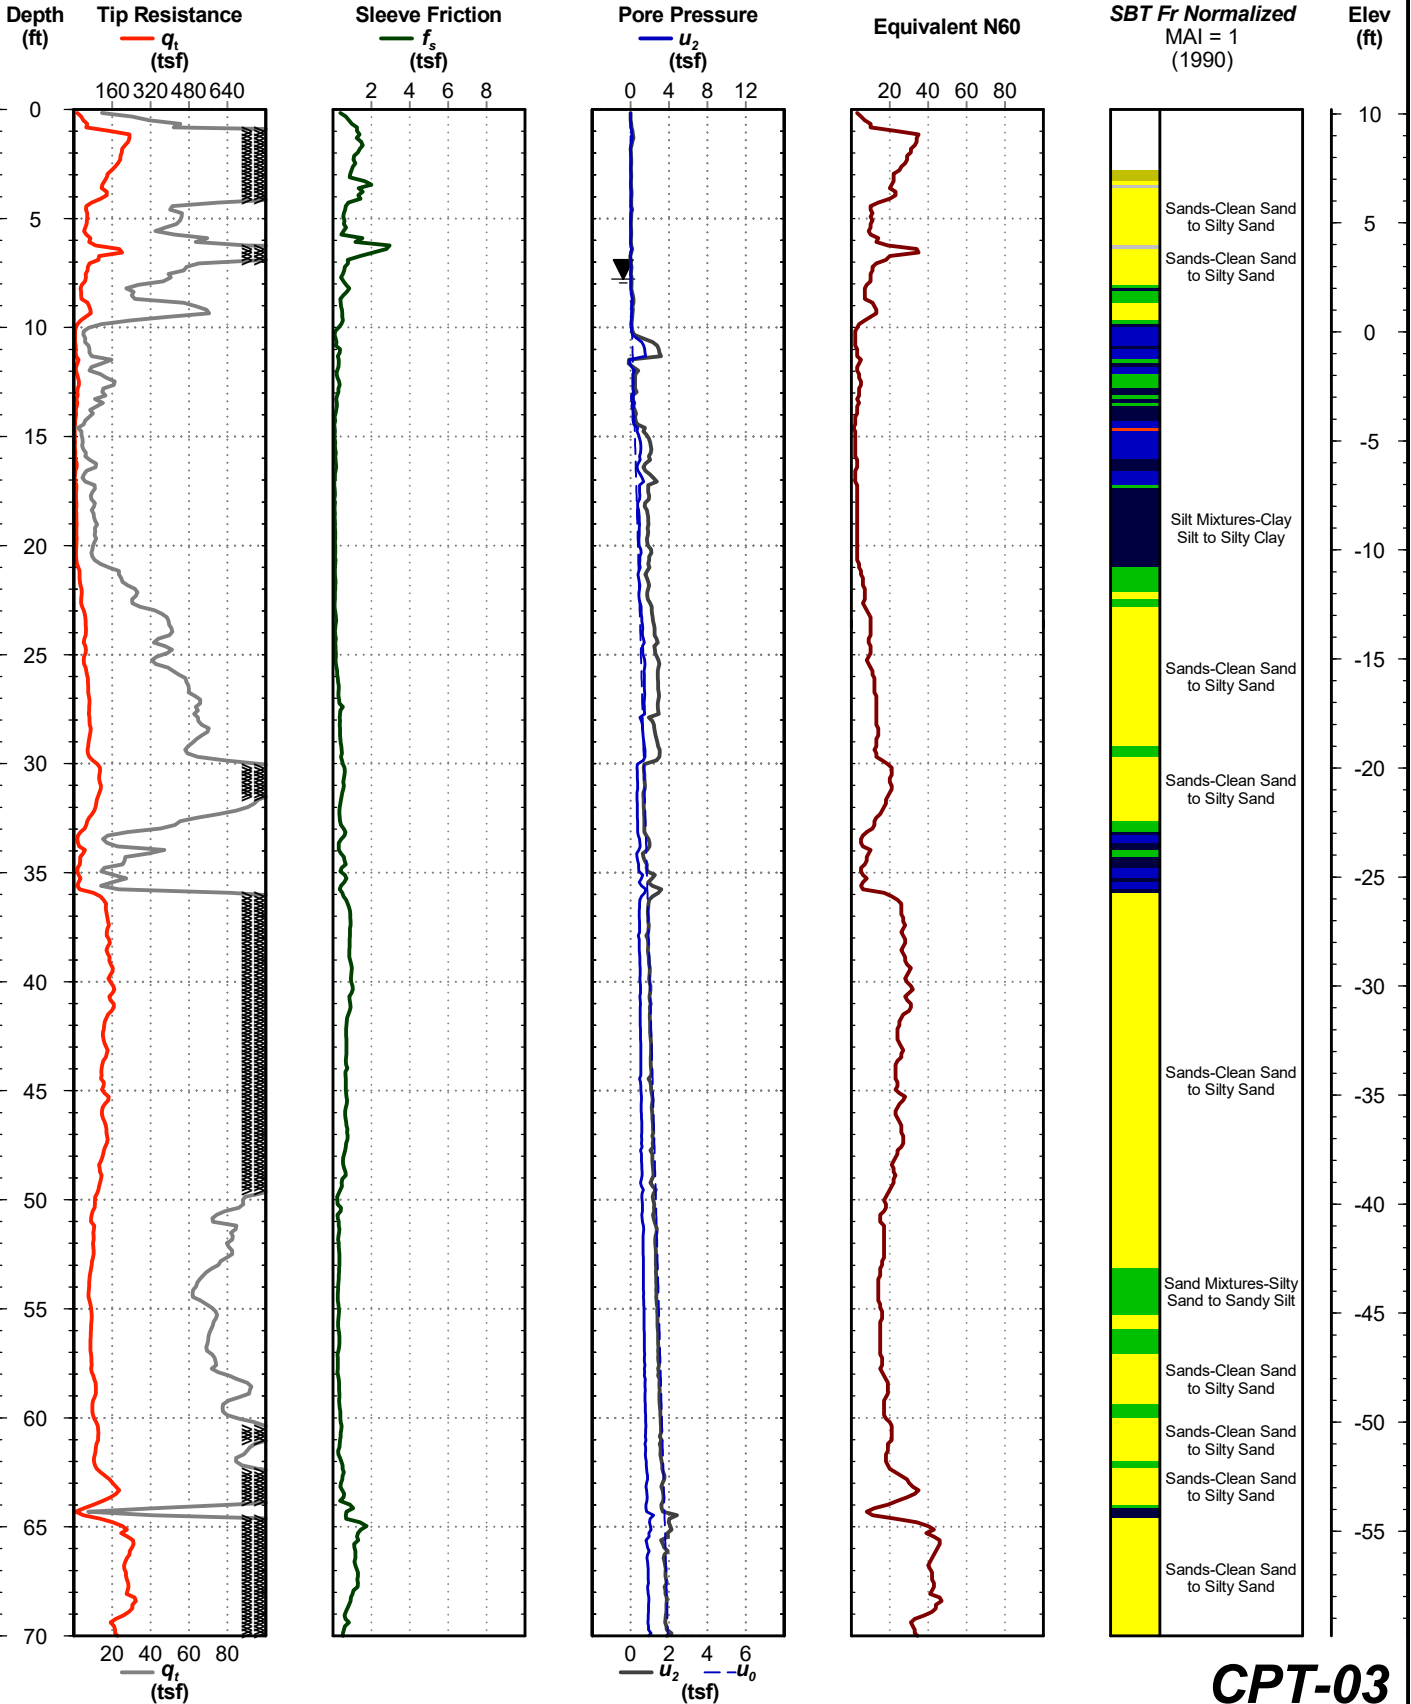 Depth
(ft)
Tip Resistance
qt
(tsf)
Sleeve Friction
fs
(tsf)
Pore Pressure
u2
(tsf)
Equivalent N60
SBT Fr Normalized
MAI = 1
(1990)
Elev
(ft)
160 320 480 640
2 4 6 8
0 4 8 12
20 40 60 80
0
5
10
15
20
25
30
35
40
45
50
55
60
65
70
Sands-Clean Sand
to Silty Sand
Sands-Clean Sand
to Silty Sand
Silt Mixtures-Clay
Silt to Silty Clay
Sands-Clean Sand
to Silty Sand
Sands-Clean Sand
to Silty Sand
Sands-Clean Sand
to Silty Sand
Sand Mixtures-Silty
Sand to Sandy Silt
Sands-Clean Sand
to Silty Sand
Sands-Clean Sand
to Silty Sand
Sands-Clean Sand
to Silty Sand
Sands-Clean Sand
to Silty Sand
10
5
0
-5
-10
-15
-20
-25
-30
-35
-40
-45
-50
-55
20 40 60 80
qt
(tsf)
0 2 4 6
u2 u0
(tsf)
CPT-03